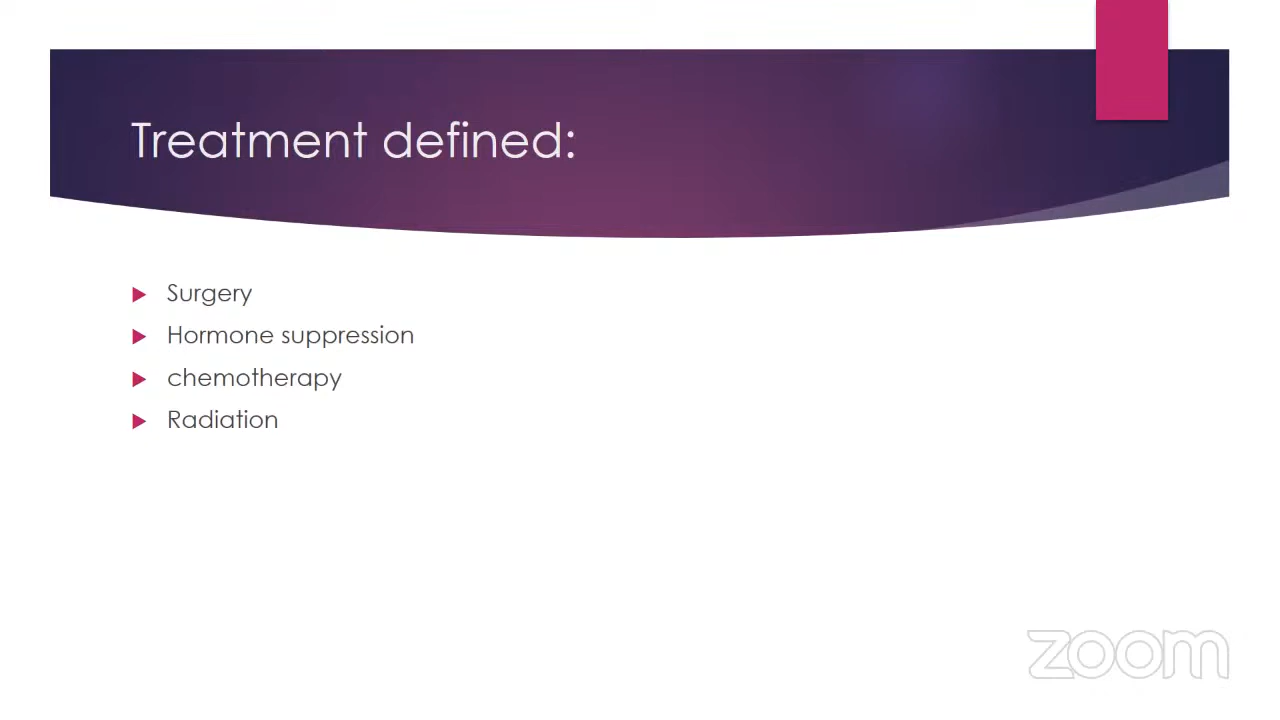 Treatment defined:
Surgery
Hormone suppression
chemotherapy
Radiation
zoom